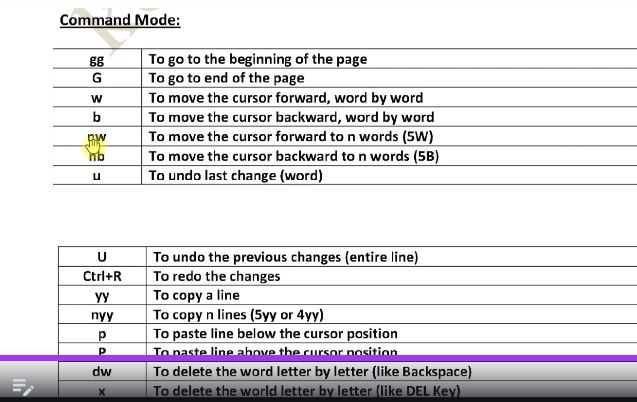 Command Mode:
gg To go to the beginning of the page
G To go to end of the page
w To move the cursor forward, word by word
b To move the cursor backward, word by word
nw To move the cursor forward to n words (5W)
nb To move the cursor backward to n words (5B)
u To undo last change (word)
U To undo the previous changes (entire line)
Ctrl+R To redo the changes
yy To copy a line
nyy To copy n lines (5yy or 4yy)
p To paste line below the cursor position
P To paste line above the cursor position
dw To delete the word letter by letter (like Backspace)
x To delete the world letter by letter (like DEL Key)